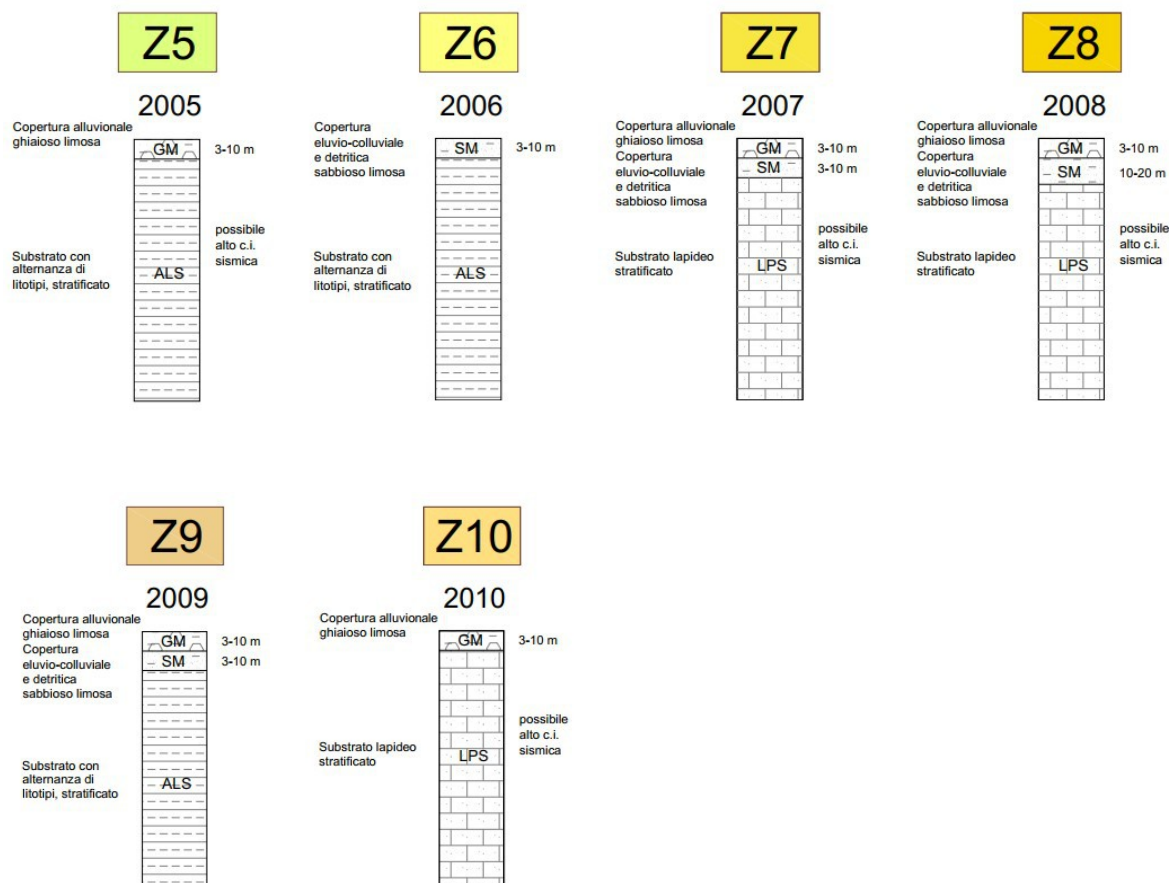 Z5
2005
Copertura alluvionale
ghiaioso limosa
GM
3-10 m
possibile
alto c.i.
sismica
Substrato con
alternanza di
litotipi, stratificato
ALS
Z6
2006
Copertura
eluvio-colluviale
e detritica
sabbioso limosa
SM
3-10 m
Substrato con
alternanza di
litotipi, stratificato
ALS
Z7
2007
Copertura alluvionale
ghiaioso limosa
GM
3-10 m
Copertura
eluvio-colluviale
e detritica
sabbioso limosa
SM
3-10 m
possibile
alto c.i.
sismica
Substrato lapideo
stratificato
LPS
Z8
2008
Copertura alluvionale
ghiaioso limosa
GM
3-10 m
Copertura
eluvio-colluviale
e detritica
sabbioso limosa
SM
10-20 m
possibile
alto c.i.
sismica
Substrato lapideo
stratificato
LPS
Z9
2009
Copertura alluvionale
ghiaioso limosa
GM
3-10 m
Copertura
eluvio-colluviale
e detritica
sabbioso limosa
SM
3-10 m
Substrato con
alternanza di
litotipi, stratificato
ALS
Z10
2010
Copertura alluvionale
ghiaioso limosa
GM
3-10 m
possibile
alto c.i.
sismica
Substrato lapideo
stratificato
LPS